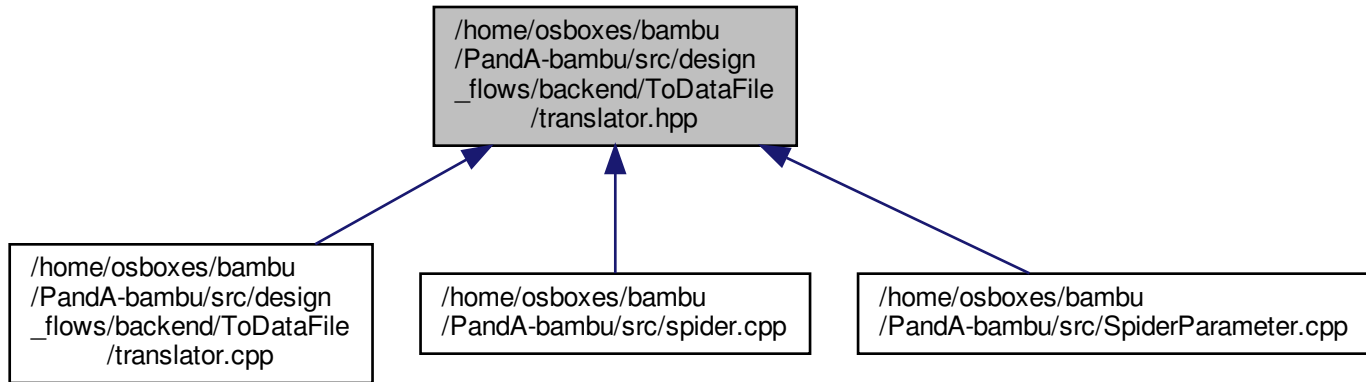 /home/osboxes/bambu
/PandA-bambu/src/design
_flows/backend/ToDataFile
/translator.hpp
/home/osboxes/bambu
/PandA-bambu/src/design
_flows/backend/ToDataFile
/translator.cpp
/home/osboxes/bambu
/PandA-bambu/src/spider.cpp
/home/osboxes/bambu
/PandA-bambu/src/SpiderParameter.cpp